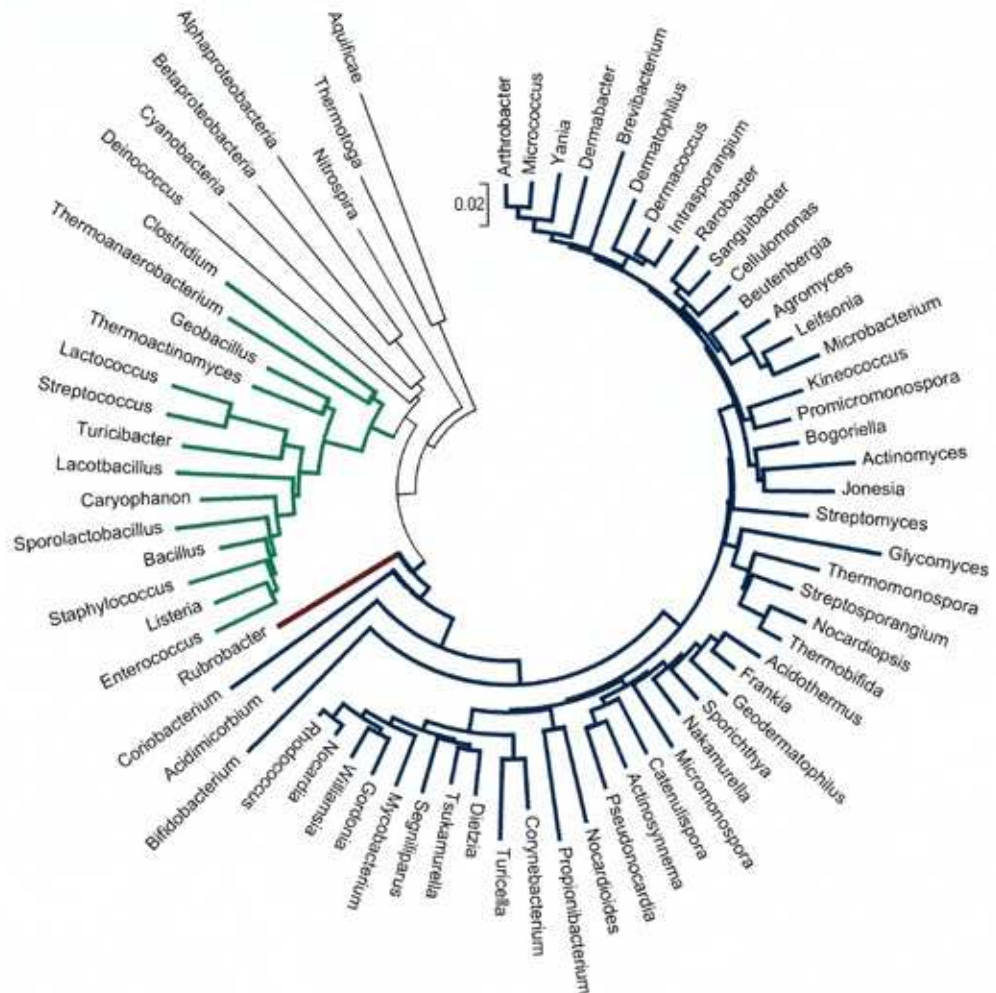 Aquificae
Thermotoga
Nitrospira
Alphaproteobacteria
Betaproteobacteria
Cyanobacteria
Deinococcus
Clostridium
Thermoanaerobacterium
Geobacillus
Thermoactinomyces
Lactococcus
Streptococcus
Turicibacter
Lacotbacillus
Caryophanon
Sporolactobacillus
Bacillus
Staphylococcus
Listeria
Enterococcus
Rubrobacter
Coriobacterium
Acidimicorbium
Bifidobacterium
Rhodococcus
Nocardia
Williamsia
Gordonia
Mycobacterium
Segniliparus
Tsukamurella
Dietzia
Turicella
Corynebacterium
Propionibacterium
Nocardioides
Pseudonocardia
Actinosynnema
Catenulispora
Micromonospora
Nakamurella
Sporichthya
Geodermatophilus
Frankia
Acidothermus
Thermobifida
Nocardiopsis
Streptosporangium
Thermomonospora
Glycomyces
Streptomyces
Jonesia
Actinomyces
Bogoriella
Promicromonospora
Kineococcus
Microbacterium
Leifsonia
Agromyces
Beutenbergia
Cellulomonas
Sanguibacter
Rarobacter
Intrasporangium
Dermacoccus
Dermatophilus
Brevibacterium
Dermabacter
Yania
Micrococcus
Arthrobacter
0.02